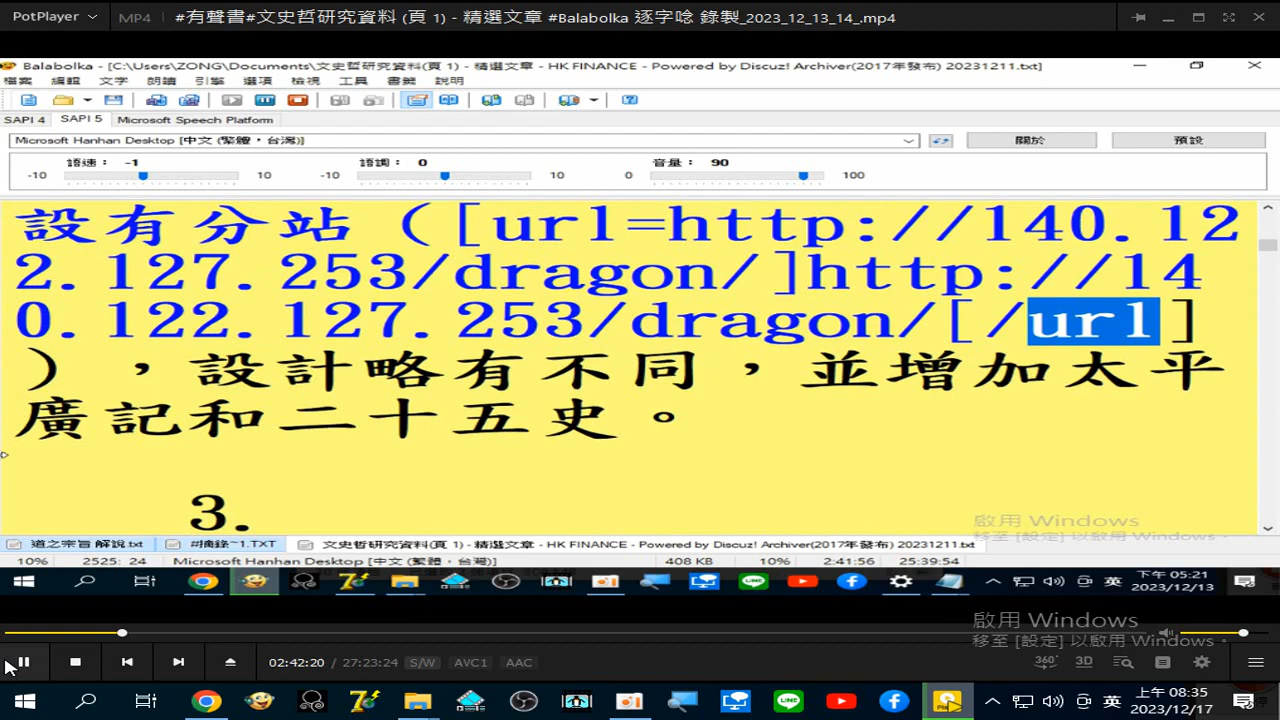 PotPlayer MP4 #有聲書#文史哲研究資料 (頁 1) - 精選文章 #Balabolka 逐字唸 錄製_2023_12_13_14_.mp4
Balabolka - [C:\Users\ZONG\Documents\文史哲研究資料(頁 1) - 精選文章 - HK FINANCE - Powered by Discuz! Archiver(2017年發布) 20231211.txt]
檔案 編輯 文字 朗讀 引擎 選項 檢視 工具 書籤 說明
SAPI 4 SAPI 5 Microsoft Speech Platform
Microsoft Hanhan Desktop [中文 (繁體，台灣)] 關於 預設
語速： -1 語調： 0 音量： 90
-10 10 -10 10 0 100
設有分站（[url=http://140.12
2.127.253/dragon/]http://14
0.122.127.253/dragon/[/url]
），設計略有不同，並增加太平
廣記和二十五史。
3.
啟用 Windows
移至 [設定] 以啟用 Windows。
道之宗旨 解說.txt #摘錄~1.TXT 文史哲研究資料(頁 1) - 精選文章 - HK FINANCE - Powered by Discuz! Archiver(2017年發布) 20231211.txt
10% 2525: 24 Microsoft Hanhan Desktop [中文 (繁體，台灣)] 408 KB 10% 2:41:56 25:39:54
英 下午 05:21
2023/12/13
啟用 Windows
移至 [設定] 以啟用 Windows。
02:42:20 / 27:23:24 S/W AVC1 AAC 360° 3D
英 上午 08:35
2023/12/17